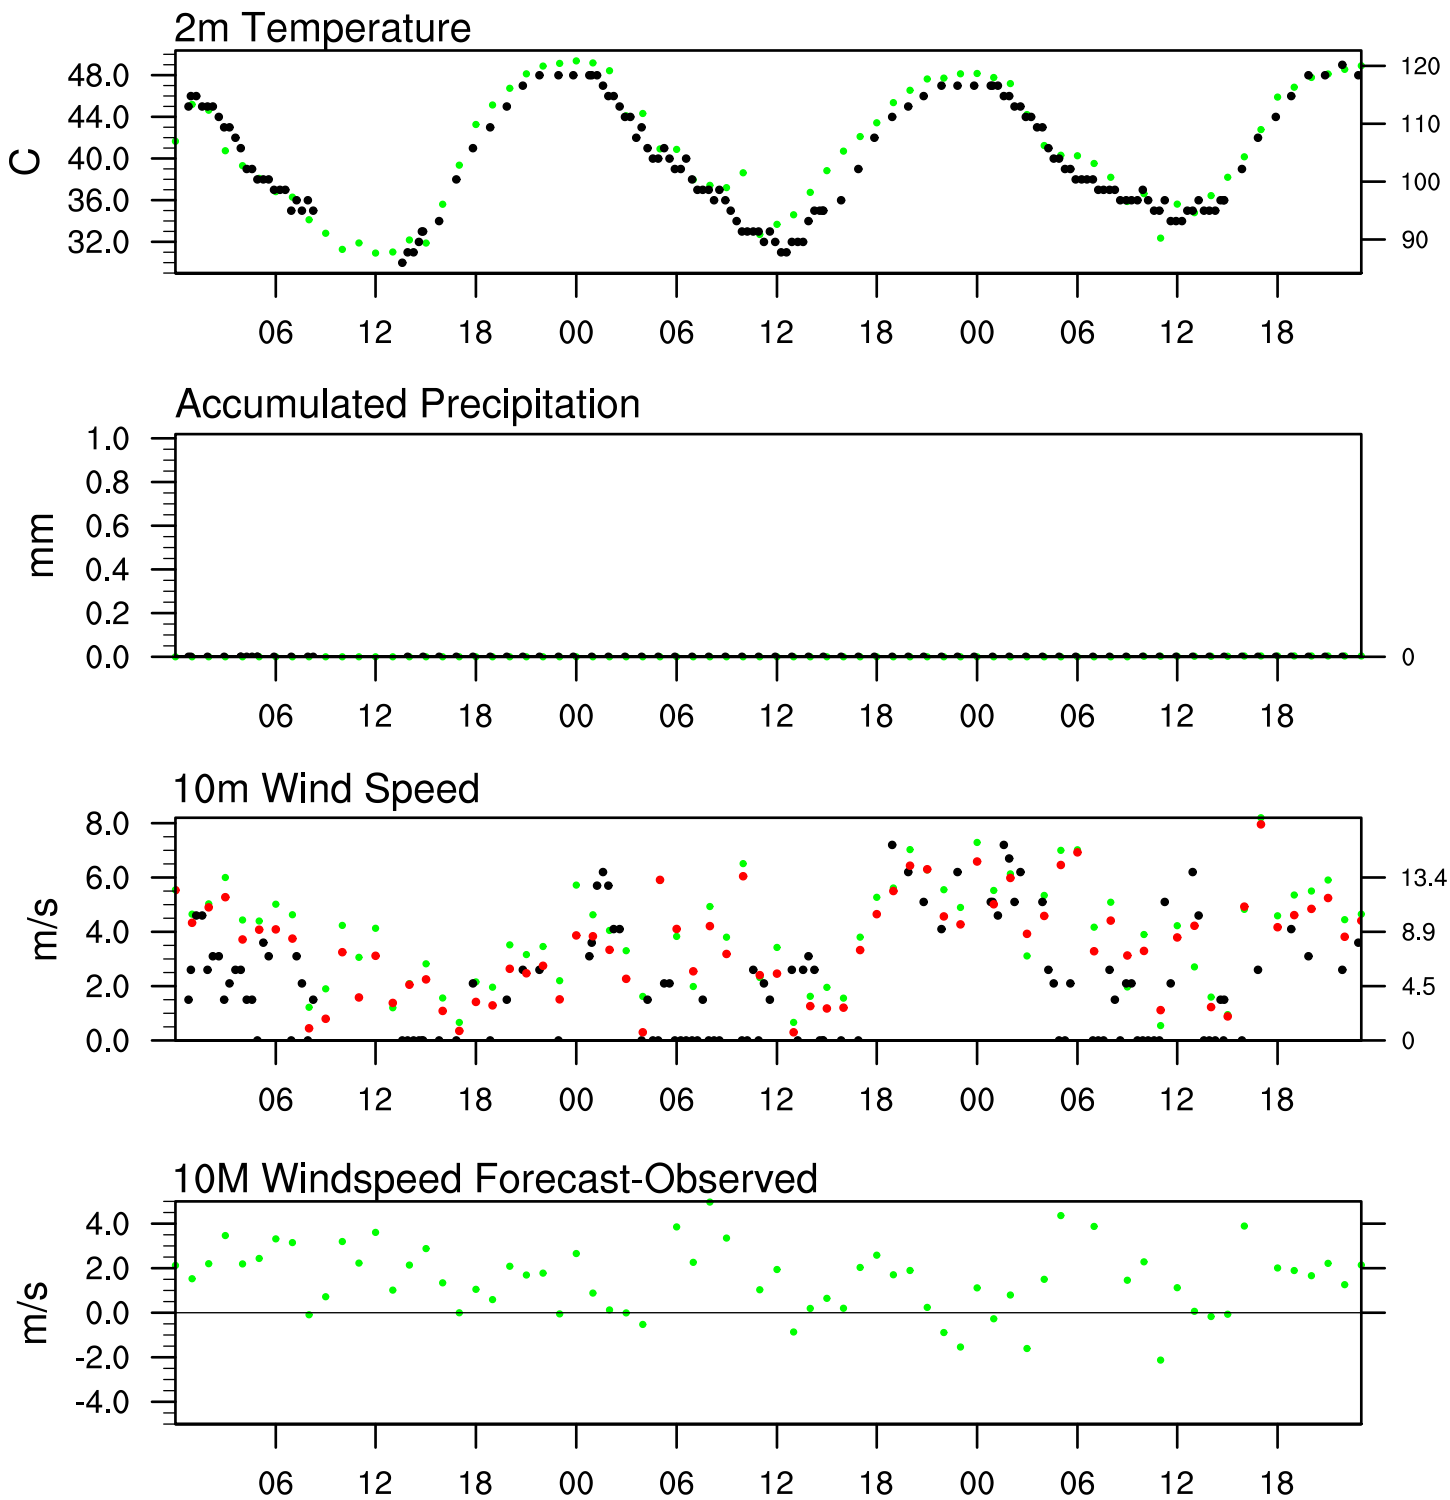 2m Temperature
48.0
44.0
40.0
36.0
32.0
C
120
110
100
90
06 12 18 00 06 12 18 00 06 12 18
Accumulated Precipitation
1.0
0.8
0.6
0.4
0.2
0.0
mm
0
06 12 18 00 06 12 18 00 06 12 18
10m Wind Speed
8.0
6.0
4.0
2.0
0.0
m/s
13.4
8.9
4.5
0
06 12 18 00 06 12 18 00 06 12 18
10M Windspeed Forecast-Observed
4.0
2.0
0.0
-2.0
-4.0
m/s
06 12 18 00 06 12 18 00 06 12 18